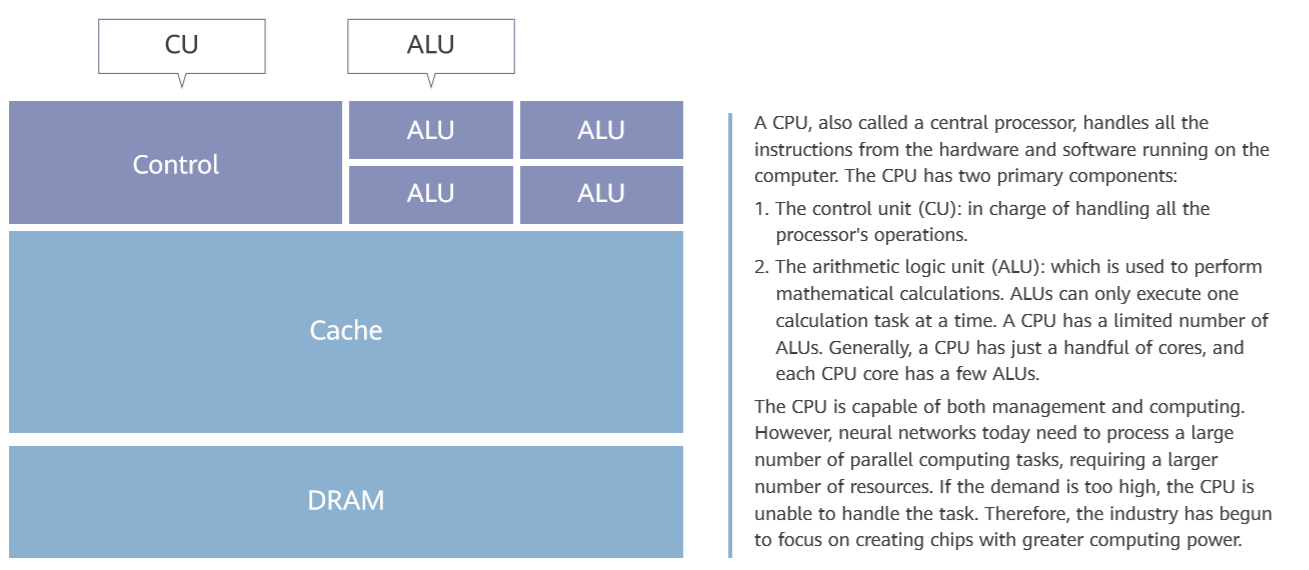 CU
ALU
Control
ALU
ALU
ALU
ALU
Cache
DRAM
A CPU, also called a central processor, handles all the
instructions from the hardware and software running on the
computer. The CPU has two primary components:
1. The control unit (CU): in charge of handling all the
processor's operations.
2. The arithmetic logic unit (ALU): which is used to perform
mathematical calculations. ALUs can only execute one
calculation task at a time. A CPU has a limited number of
ALUs. Generally, a CPU has just a handful of cores, and
each CPU core has a few ALUs.
The CPU is capable of both management and computing.
However, neural networks today need to process a large
number of parallel computing tasks, requiring a larger
number of resources. If the demand is too high, the CPU is
unable to handle the task. Therefore, the industry has begun
to focus on creating chips with greater computing power.